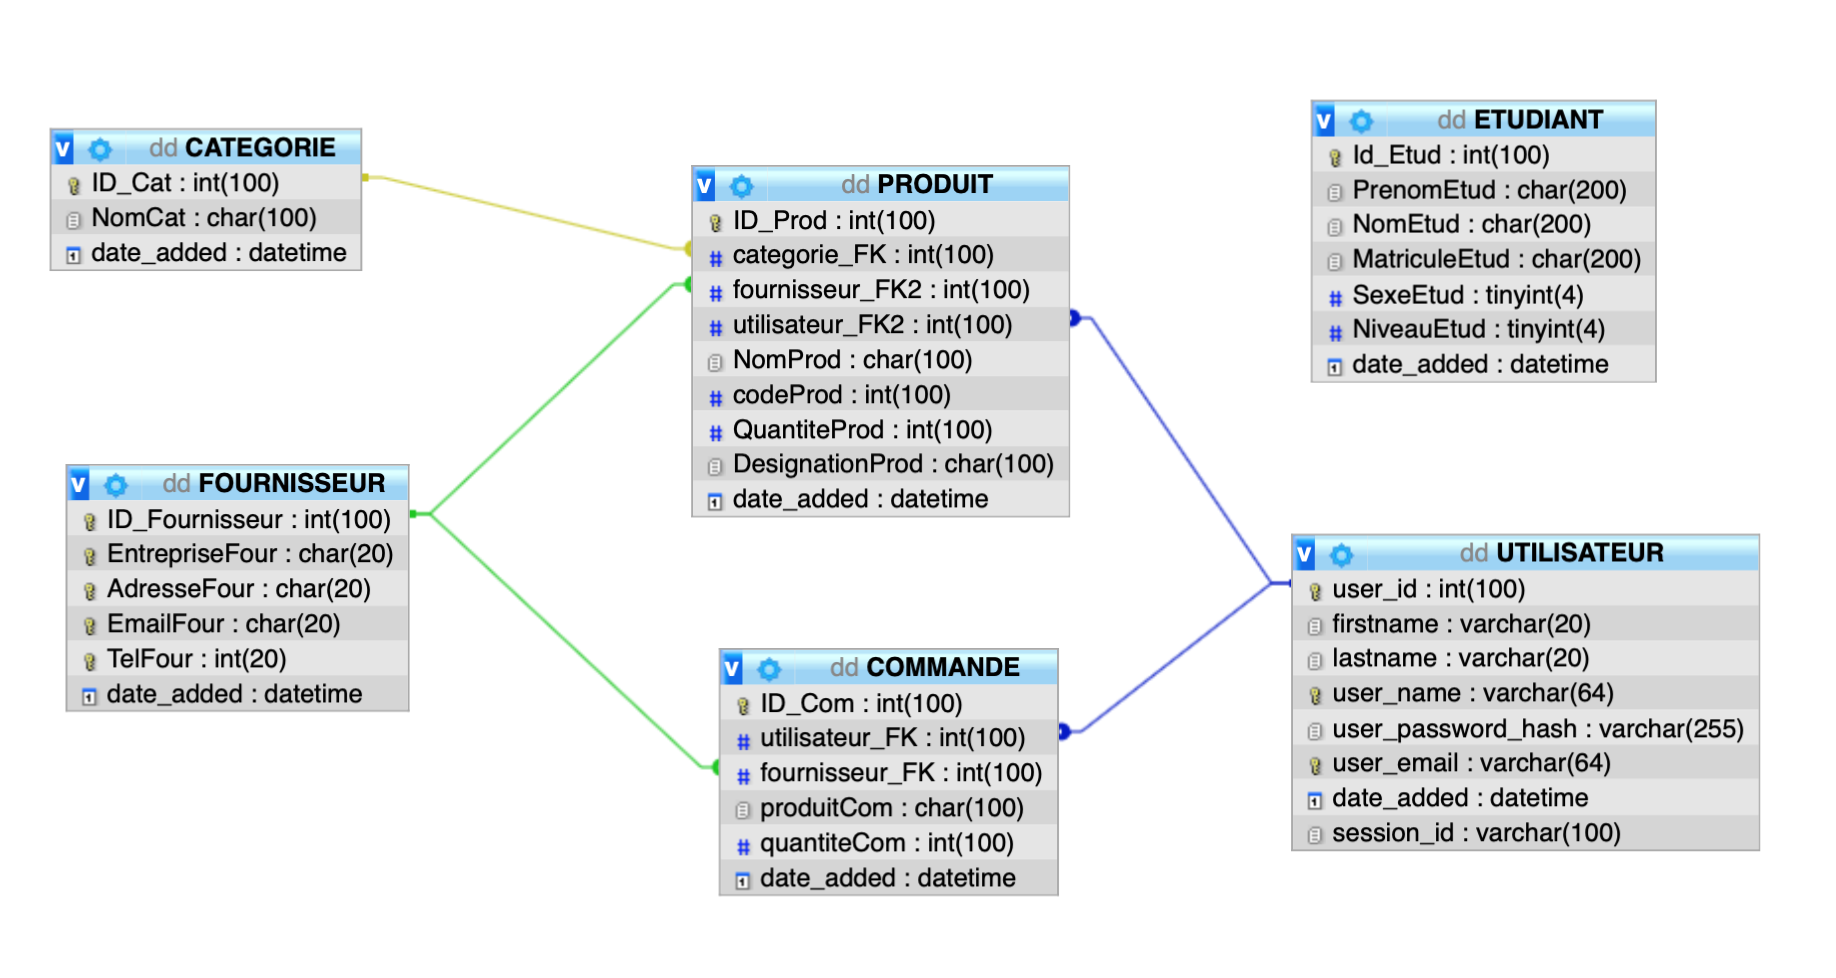 v dd CATEGORIE
ID_Cat : int(100)
NomCat : char(100)
date_added : datetime
v dd FOURNISSEUR
ID_Fournisseur : int(100)
EntrepriseFour : char(20)
AdresseFour : char(20)
EmailFour : char(20)
TelFour : int(20)
date_added : datetime
v dd PRODUIT
ID_Prod : int(100)
# categorie_FK : int(100)
# fournisseur_FK2 : int(100)
# utilisateur_FK2 : int(100)
NomProd : char(100)
# codeProd : int(100)
# QuantiteProd : int(100)
DesignationProd : char(100)
date_added : datetime
v dd COMMANDE
ID_Com : int(100)
# utilisateur_FK : int(100)
# fournisseur_FK : int(100)
produitCom : char(100)
# quantiteCom : int(100)
date_added : datetime
v dd ETUDIANT
Id_Etud : int(100)
PrenomEtud : char(200)
NomEtud : char(200)
MatriculeEtud : char(200)
# SexeEtud : tinyint(4)
# NiveauEtud : tinyint(4)
date_added : datetime
v dd UTILISATEUR
user_id : int(100)
firstname : varchar(20)
lastname : varchar(20)
user_name : varchar(64)
user_password_hash : varchar(255)
user_email : varchar(64)
date_added : datetime
session_id : varchar(100)